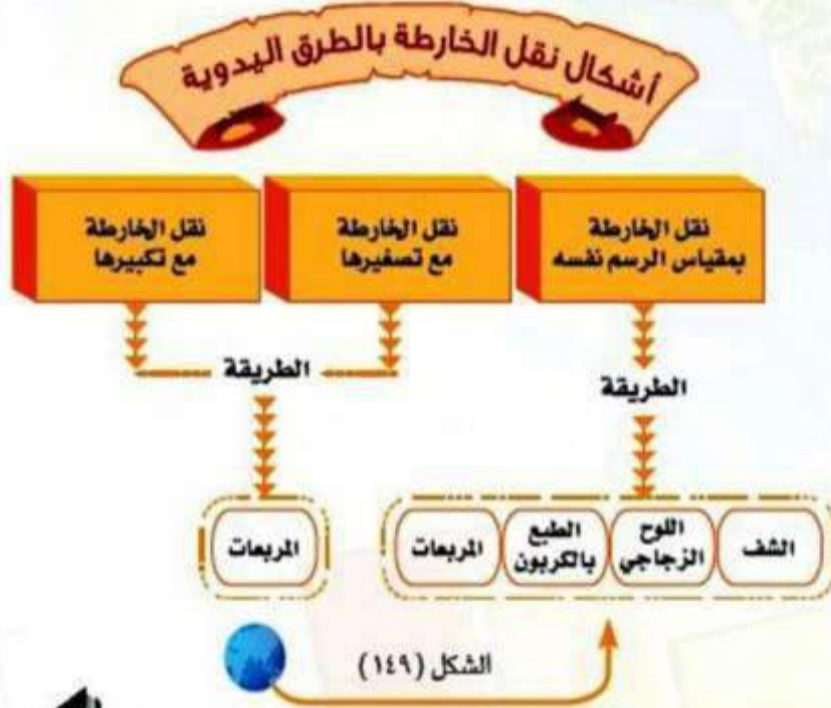 أشكال نقل الخارطة بالطرق اليدوية
نقل الخارطة
بمقياس الرسم نفسه
نقل الخارطة
مع تصغيرها
نقل الخارطة
مع تكبيرها
الطريقة
الطريقة
الشف
اللوح
الزجاجي
الطبع
بالكربون
المربعات
المربعات
الشكل (١٤٩)